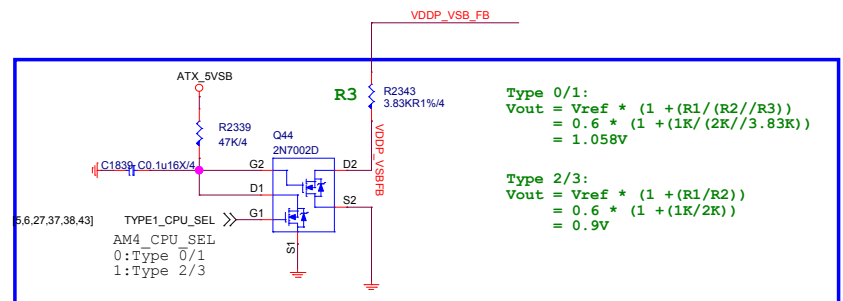 VDDP_VSB_FB
ATX_5VSB
R3
R2343
3.83KR1%/4
R2339
47K/4
Q44
2N7002D
C1839 C0.1u16X/4
G2
D2
VDDP_VSBFB
D1
S2
[5,6,27,37,38,43]
TYPE1_CPU_SEL
G1
S1
AM4_CPU_SEL
0:Type 0/1
1:Type 2/3
Type 0/1:
Vout = Vref * (1 +(R1/(R2//R3))
= 0.6 * (1 +(1K/(2K//3.83K))
= 1.058V
Type 2/3:
Vout = Vref * (1 +(R1/R2))
= 0.6 * (1 +(1K/2K))
= 0.9V